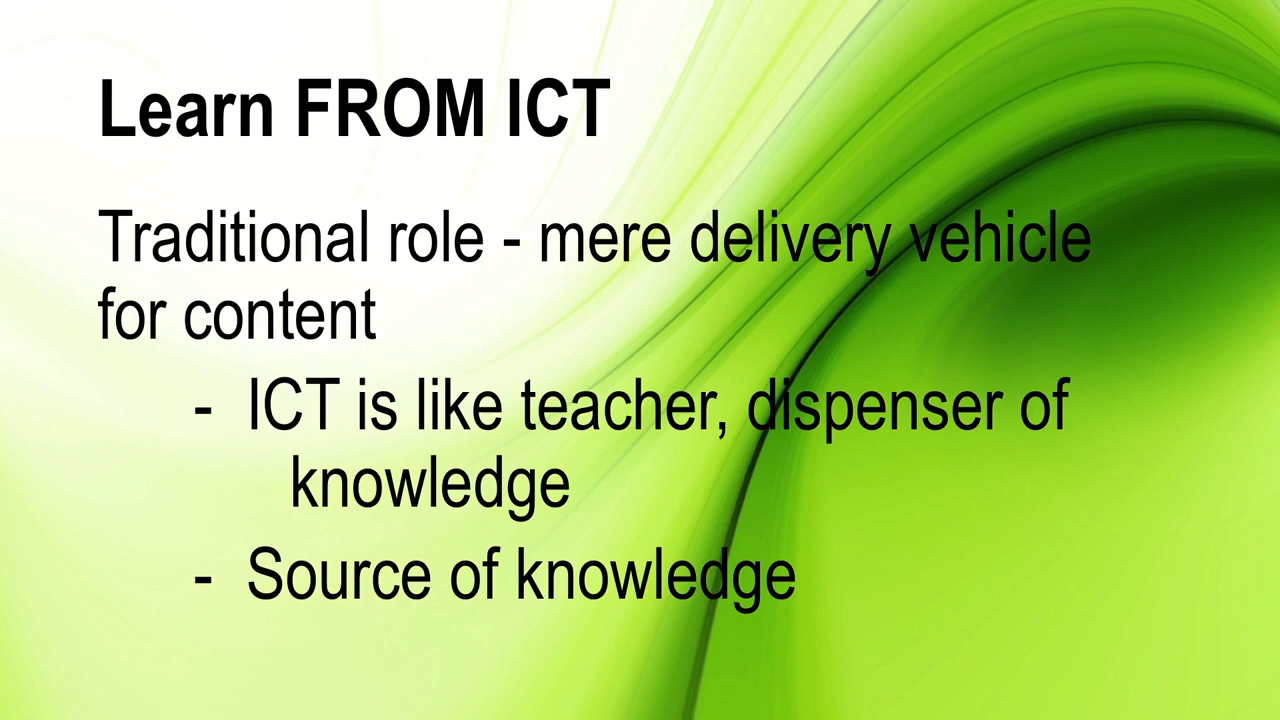 Learn FROM ICT
Traditional role - mere delivery vehicle
for content
- ICT is like teacher, dispenser of
knowledge
- Source of knowledge